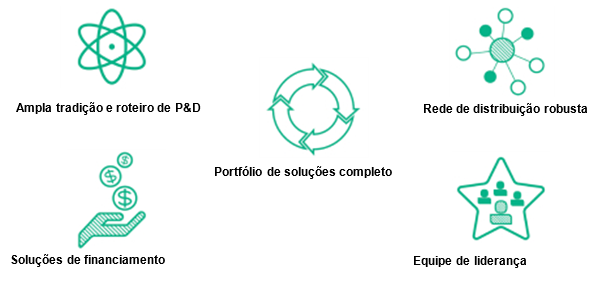 Ampla tradição e roteiro de P&D
Rede de distribuição robusta
Portfólio de soluções completo
Soluções de financiamento
Equipe de liderança